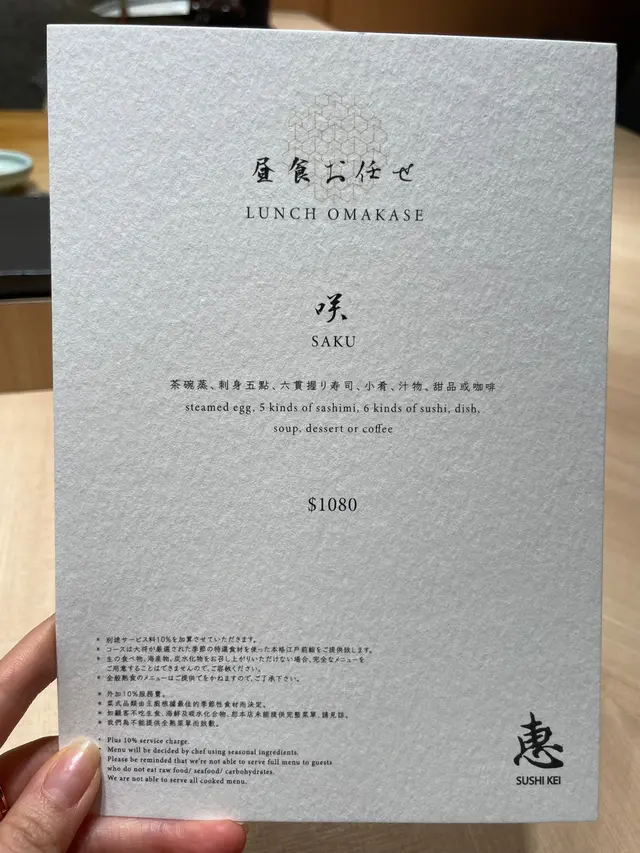 昼食お任せ
LUNCH OMAKASE
咲
SAKU
茶碗蒸、刺身五點、六貫握り寿司、小肴、汁物、甜品或咖啡
steamed egg, 5 kinds of sashimi, 6 kinds of sushi, dish,
soup, dessert or coffee
$1080
* 別途サービス料10%を加算させていただきます。
* コースは大将が厳選された季節の特選食材を使った本格江戸前鮨をご提供致します。
* 生の食べ物、海産物、炭水化物をお召し上がりいただけない場合、完全なメニューを
ご用意することはできませんので、ご容赦ください。
* 全般熟食のメニューはご提供てをかねますので、ご了承下さい。
* 外加10%服務費。
* 菜式品類由主廚根據最佳的季節性食材而決定。
* 如顧客不吃生食、海鮮及碳水化合物、恕本店未能提供完整菜單、請見諒。
* 我們為不能提供全熟菜單而致歉。
* Plus 10% service charge.
Menu will be decided by chef using seasonal ingredients.
Please be reminded that we're not able to serve full menu to guests
who do not eat raw food/ seafood/ carbohydrates.
We are not able to serve all cooked menu.
恵
SUSHI KEI